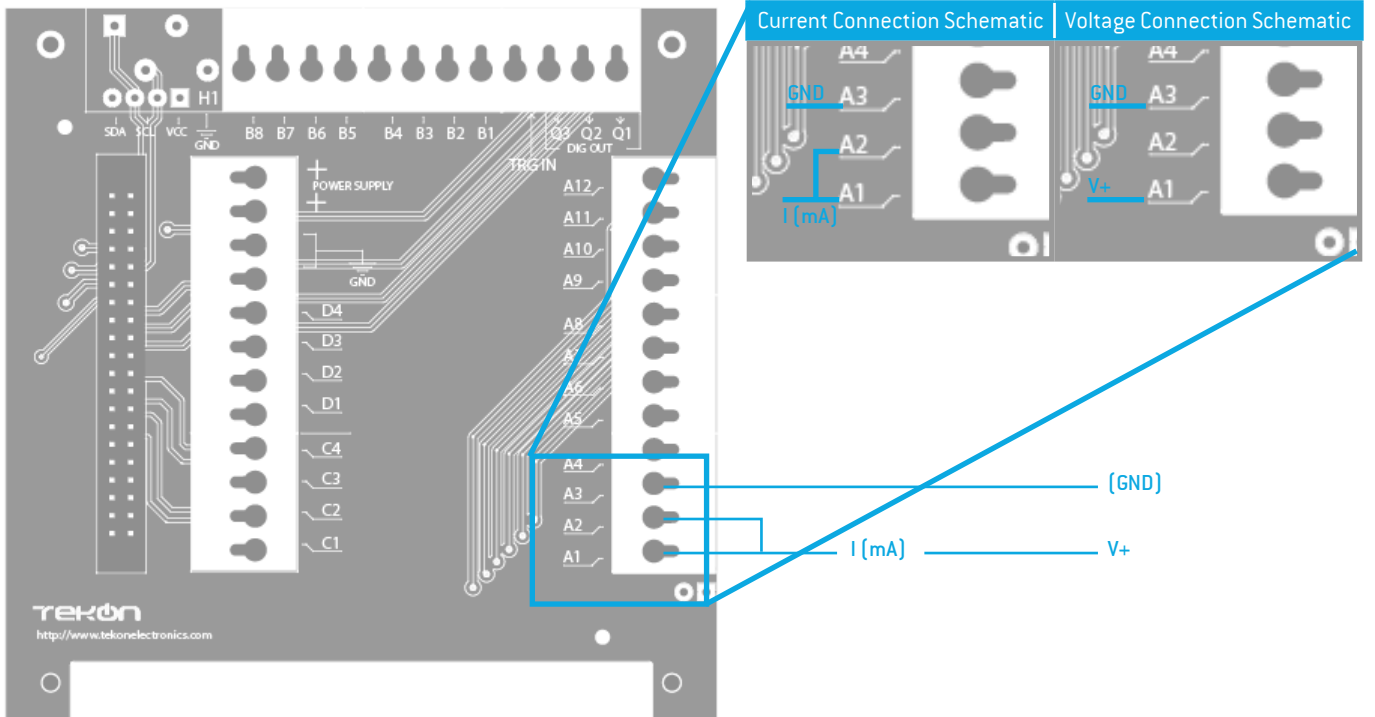 Current Connection Schematic
Voltage Connection Schematic
A4
GND A3
A2
A1
I (mA)
A4
GND A3
A2
V+ A1
H1
SDA SCL VCC GND B8 B7 B6 B5 B4 B3 B2 B1 Q3 Q2 Q1
DIG OUT
TRG IN
+
POWER SUPPLY
+
GND
D4
D3
D2
D1
C4
C3
C2
C1
A12
A11
A10
A9
A8
A7
A6
A5
A4
A3
A2
A1
(GND)
I (mA) V+
TEKON
http://www.tekonelectronics.com